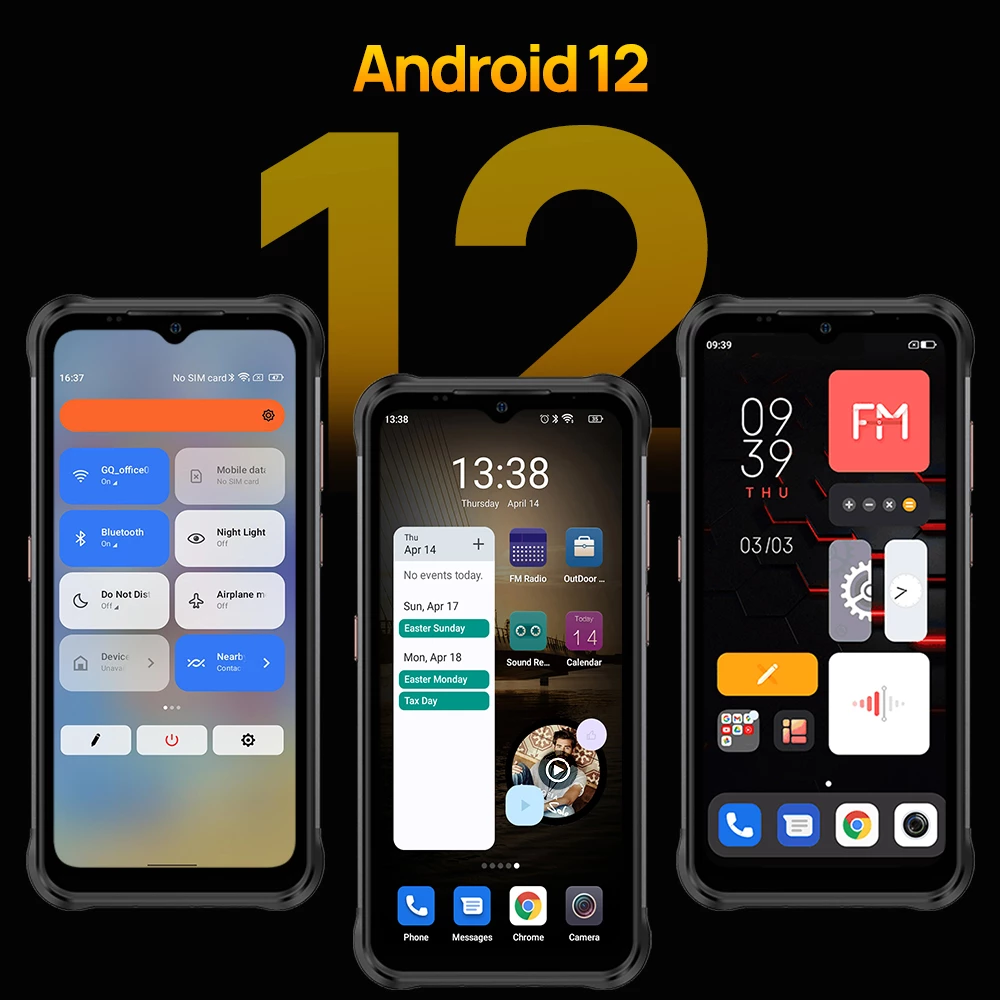 Android 12
12
16:37
No SIM card
47
GQ_office0
On
Mobile data
No SIM card
Bluetooth
On
Night Light
Off
Do Not Dis
Off
Airplane m
Off
Device
Unava
Nearb
Contac
13:38
13:38
Thursday April 14
Thu
Apr 14
No events today.
Sun, Apr 17
Easter Sunday
Mon, Apr 18
Easter Monday
Tax Day
FM Radio
OutDoor ...
Sound Re...
Today
14
Calendar
Phone
Messages
Chrome
Camera
09:39
09
39
THU
03/03
FM